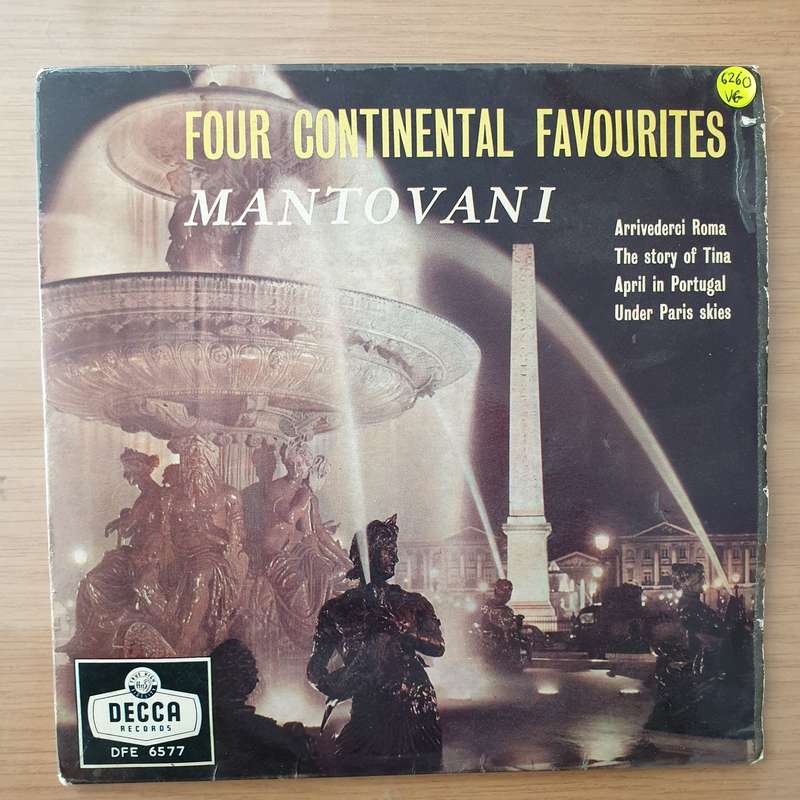 6260
VG
FOUR CONTINENTAL FAVOURITES
MANTOVANI
Arrivederci Roma
The story of Tina
April in Portugal
Under Paris skies
DECCA
RECORDS
DFE 6577